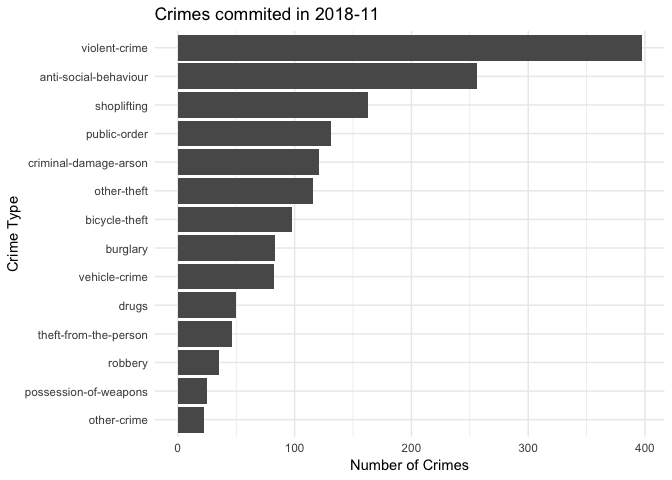 Crimes commited in 2018-11
Crime Type
violent-crime
anti-social-behaviour
shoplifting
public-order
criminal-damage-arson
other-theft
bicycle-theft
burglary
vehicle-crime
drugs
theft-from-the-person
robbery
possession-of-weapons
other-crime
0 100 200 300 400
Number of Crimes